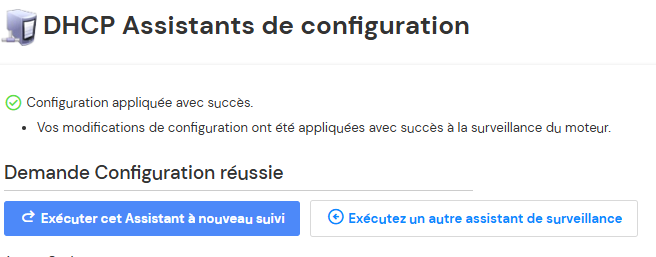 DHCP Assistants de configuration
Configuration appliquée avec succès.
Vos modifications de configuration ont été appliquées avec succès à la surveillance du moteur.
Demande Configuration réussie
Exécuter cet Assistant à nouveau suivi
Exécutez un autre assistant de surveillance